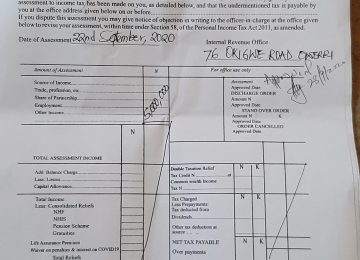 assessment to income tax has been made on you, as detailed below, and that the undermentioned tax is payable by
you at the office address given below on or before
If you dispute this assessment you may give notice of objection in writing to the officer-in-charge at the office given
below to revise your assessment, within time under Section 58, of the Personal Income Tax Act 2011, as amended.
Date of Assessment 22nd September, 2020
Internal Revenue Office
76 ORIGWE ROAD OWERRI
Amount of Assessment N
For office use only
Source of Income
Trade, profession, etc
Share of Partnership
Employment
Other Income
Assessment
Approved Date
DISCHARGE ORDER
Amount N
Approved Date
STAND OVER ORDER
Amount N K
Approved Date
ORDER CANCELLED
Approved Date
N
TOTAL ASSESSMENT INCOME
Add: Balance Charge
Less: Losses
Capital Allowance
Double Taxation Relief N K
Tax Credit N at
Common wealth Income
Tax N
Total Income
Less: Consolidated Reliefs
NHF
NHIS
Pension Scheme
Gratuities
Tax Charged N K
Less Prepayments:
Tax deducted from
Dividends
Other tax deduction as
source
Life Assurance Premium
Waiver on penalties & interest on COVID19
Total Reliefs
NET TAX PAYABLE N K
Over payments